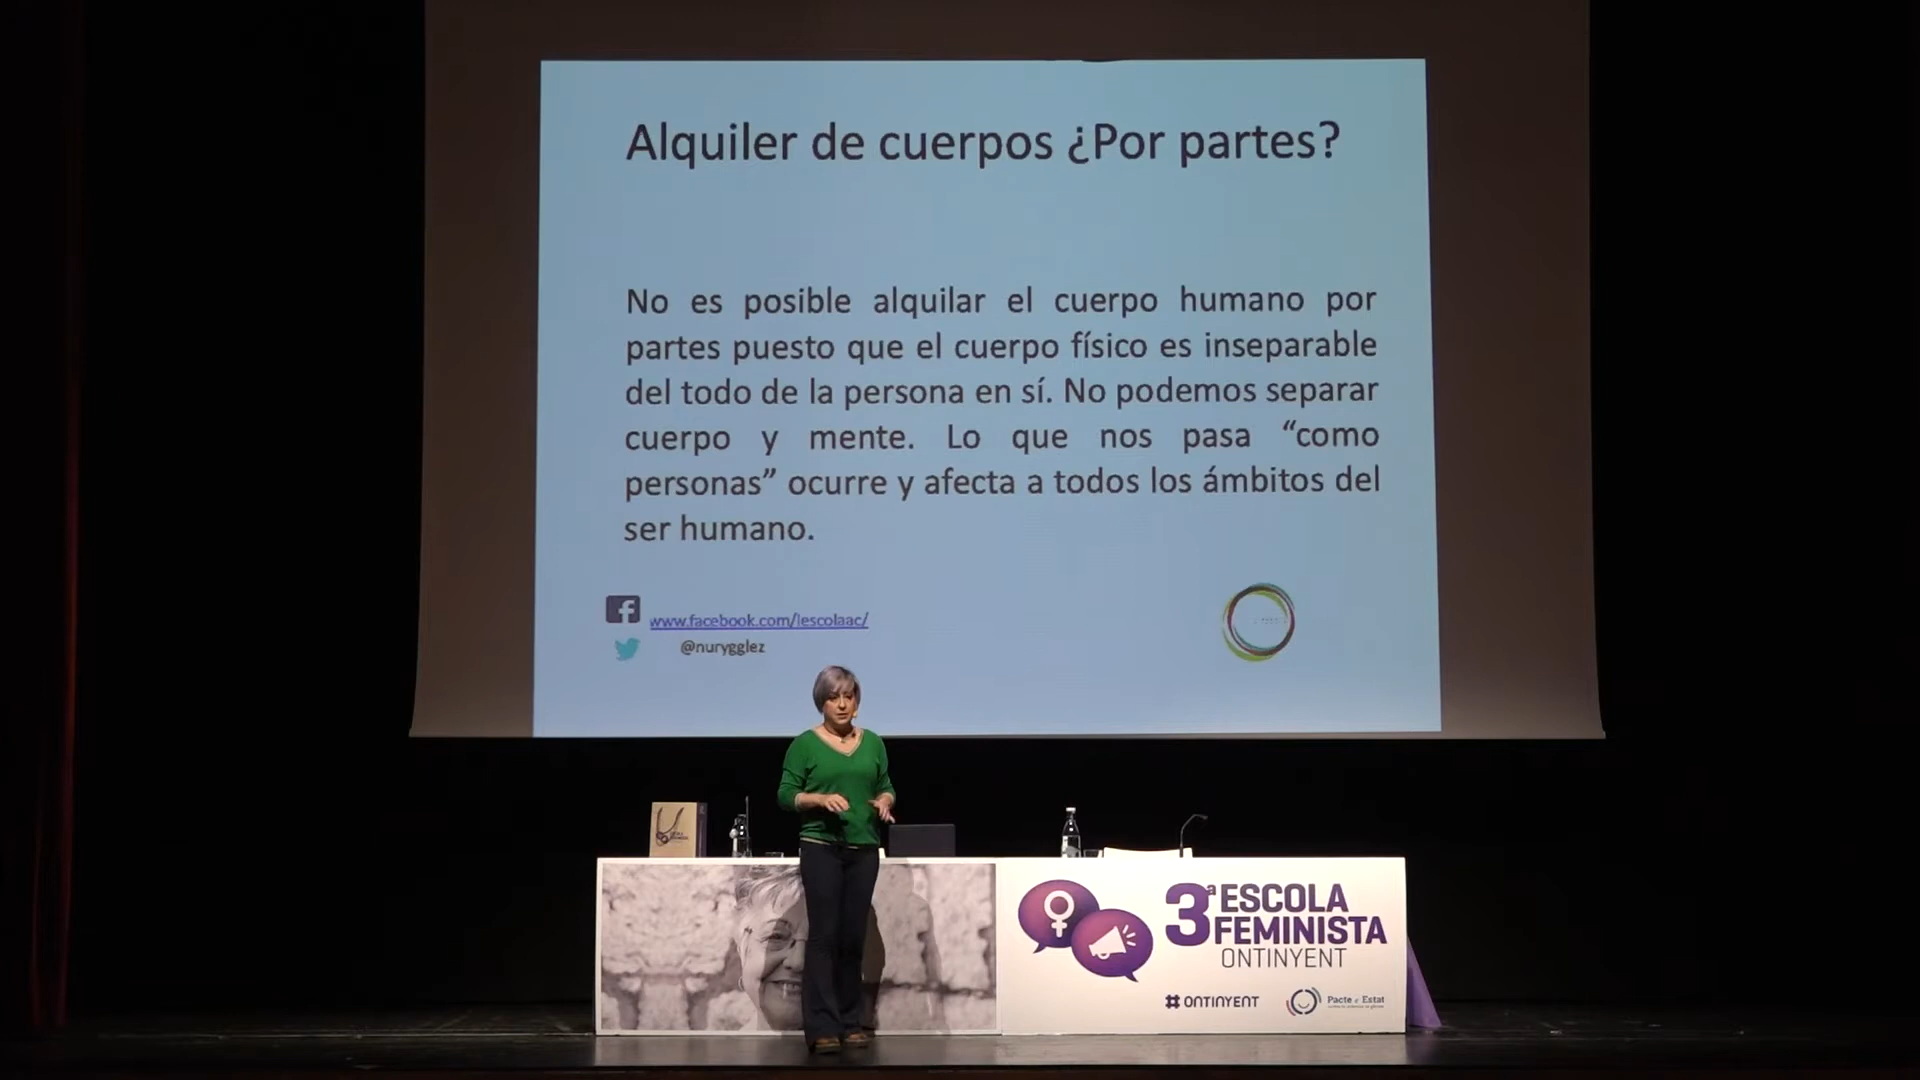 Alquiler de cuerpos ¿Por partes?
No es posible alquilar el cuerpo humano por
partes puesto que el cuerpo físico es inseparable
del todo de la persona en sí. No podemos separar
cuerpo y mente. Lo que nos pasa “como
personas” ocurre y afecta a todos los ámbitos del
ser humano.
www.facebook.com/lescolaac/
@nurygglez
3ª ESCOLA
FEMINISTA
ONTINYENT
ONTINYENT
Pacte d'Estat